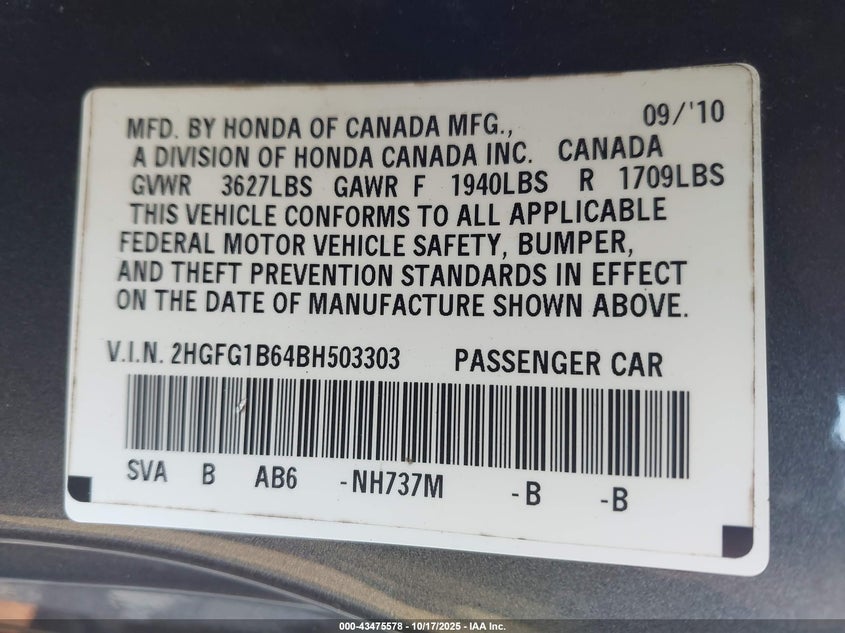 09/'10
MFD. BY HONDA OF CANADA MFG.,
A DIVISION OF HONDA CANADA INC. CANADA
GVWR 3627LBS GAWR F 1940LBS R 1709LBS
THIS VEHICLE CONFORMS TO ALL APPLICABLE
FEDERAL MOTOR VEHICLE SAFETY, BUMPER,
AND THEFT PREVENTION STANDARDS IN EFFECT
ON THE DATE OF MANUFACTURE SHOWN ABOVE.
V.I.N. 2HGFG1B64BH503303 PASSENGER CAR
SVA B AB6 -NH737M -B -B
000-43475578 - 10/17/2025 - IAA Inc.